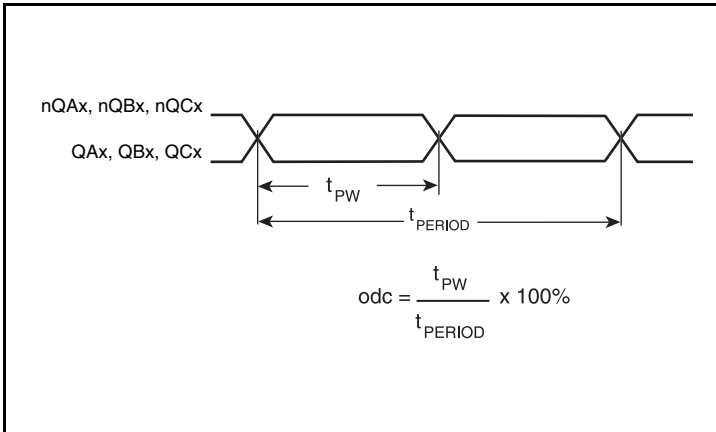 nQAx, nQBx, nQCx
QAx, QBx, QCx
tPW
tPERIOD
odc = tPW / tPERIOD x 100%